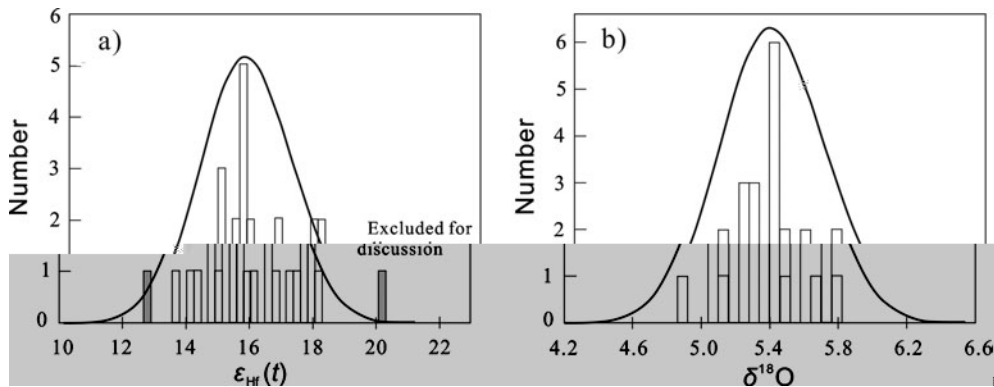 a)
Number
6
5
4
3
2
1
0
Excluded for
discussion
10 12 14 16 18 20 22
εHf (t)
b)
Number
6
5
4
3
2
1
0
4.2 4.6 5.0 5.4 5.8 6.2 6.6
δ¹⁸O